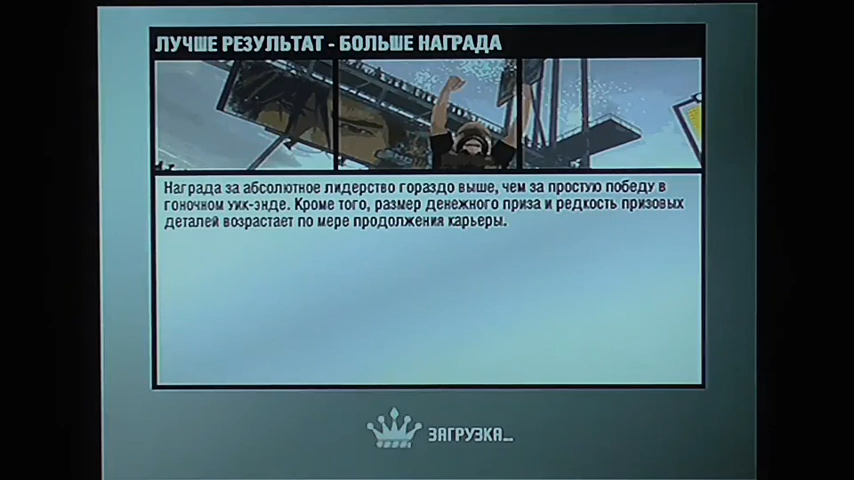 ЛУЧШЕ РЕЗУЛЬТАТ - БОЛЬШЕ НАГРАДА
Награда за абсолютное лидерство гораздо выше, чем за простую победу в
гоночном уик-энде. Кроме того, размер денежного приза и редкость призовых
деталей возрастает по мере продолжения карьеры.
ЗАГРУЗКА...